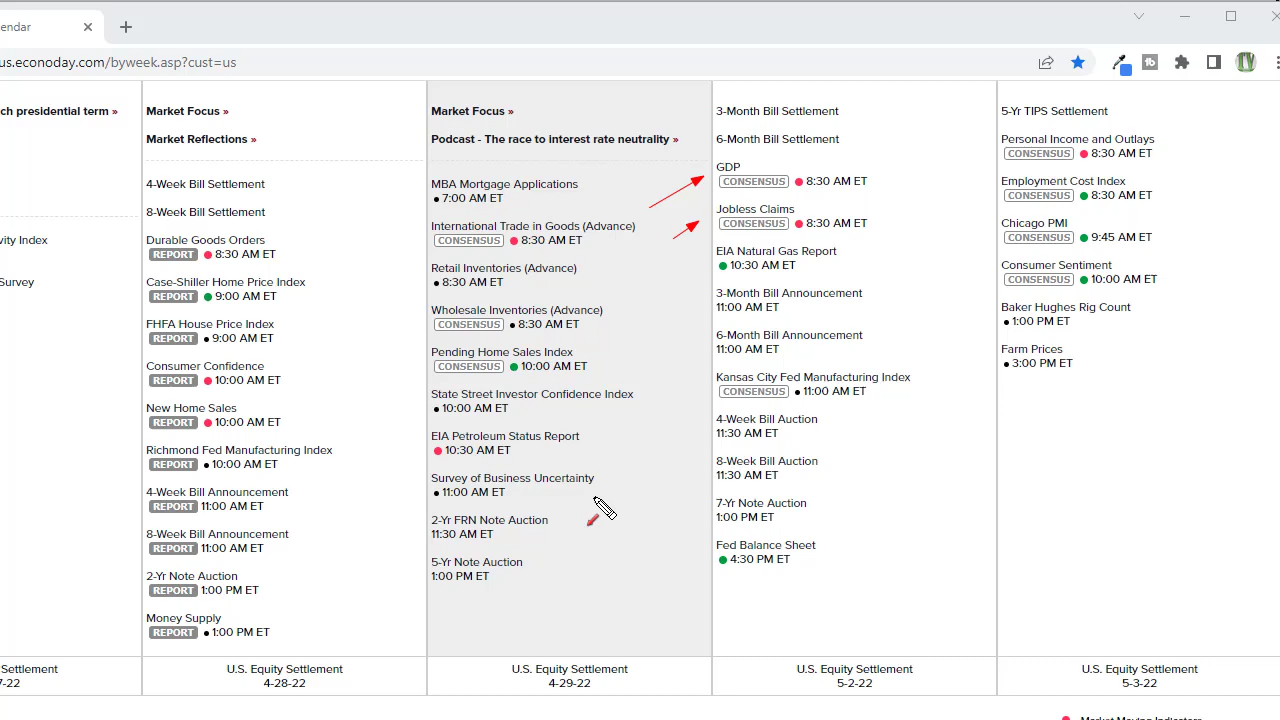 endar
us.econoday.com/byweek.asp?cust=us
ch presidential term »
vity Index
Survey
Settlement
7-22
Market Focus »
Market Reflections »
4-Week Bill Settlement
8-Week Bill Settlement
Durable Goods Orders
REPORT 8:30 AM ET
Case-Shiller Home Price Index
REPORT 9:00 AM ET
FHFA House Price Index
REPORT 9:00 AM ET
Consumer Confidence
REPORT 10:00 AM ET
New Home Sales
REPORT 10:00 AM ET
Richmond Fed Manufacturing Index
REPORT 10:00 AM ET
4-Week Bill Announcement
REPORT 11:00 AM ET
8-Week Bill Announcement
REPORT 11:00 AM ET
2-Yr Note Auction
REPORT 1:00 PM ET
Money Supply
REPORT 1:00 PM ET
U.S. Equity Settlement
4-28-22
Market Focus »
Podcast - The race to interest rate neutrality »
MBA Mortgage Applications
7:00 AM ET
International Trade in Goods (Advance)
CONSENSUS 8:30 AM ET
Retail Inventories (Advance)
8:30 AM ET
Wholesale Inventories (Advance)
CONSENSUS 8:30 AM ET
Pending Home Sales Index
CONSENSUS 10:00 AM ET
State Street Investor Confidence Index
10:00 AM ET
EIA Petroleum Status Report
10:30 AM ET
Survey of Business Uncertainty
11:00 AM ET
2-Yr FRN Note Auction
11:30 AM ET
5-Yr Note Auction
1:00 PM ET
U.S. Equity Settlement
4-29-22
3-Month Bill Settlement
6-Month Bill Settlement
GDP
CONSENSUS 8:30 AM ET
Jobless Claims
CONSENSUS 8:30 AM ET
EIA Natural Gas Report
10:30 AM ET
3-Month Bill Announcement
11:00 AM ET
6-Month Bill Announcement
11:00 AM ET
Kansas City Fed Manufacturing Index
CONSENSUS 11:00 AM ET
4-Week Bill Auction
11:30 AM ET
8-Week Bill Auction
11:30 AM ET
7-Yr Note Auction
1:00 PM ET
Fed Balance Sheet
4:30 PM ET
U.S. Equity Settlement
5-2-22
5-Yr TIPS Settlement
Personal Income and Outlays
CONSENSUS 8:30 AM ET
Employment Cost Index
CONSENSUS 8:30 AM ET
Chicago PMI
CONSENSUS 9:45 AM ET
Consumer Sentiment
CONSENSUS 10:00 AM ET
Baker Hughes Rig Count
1:00 PM ET
Farm Prices
3:00 PM ET
U.S. Equity Settlement
5-3-22
Market Moving Indicators